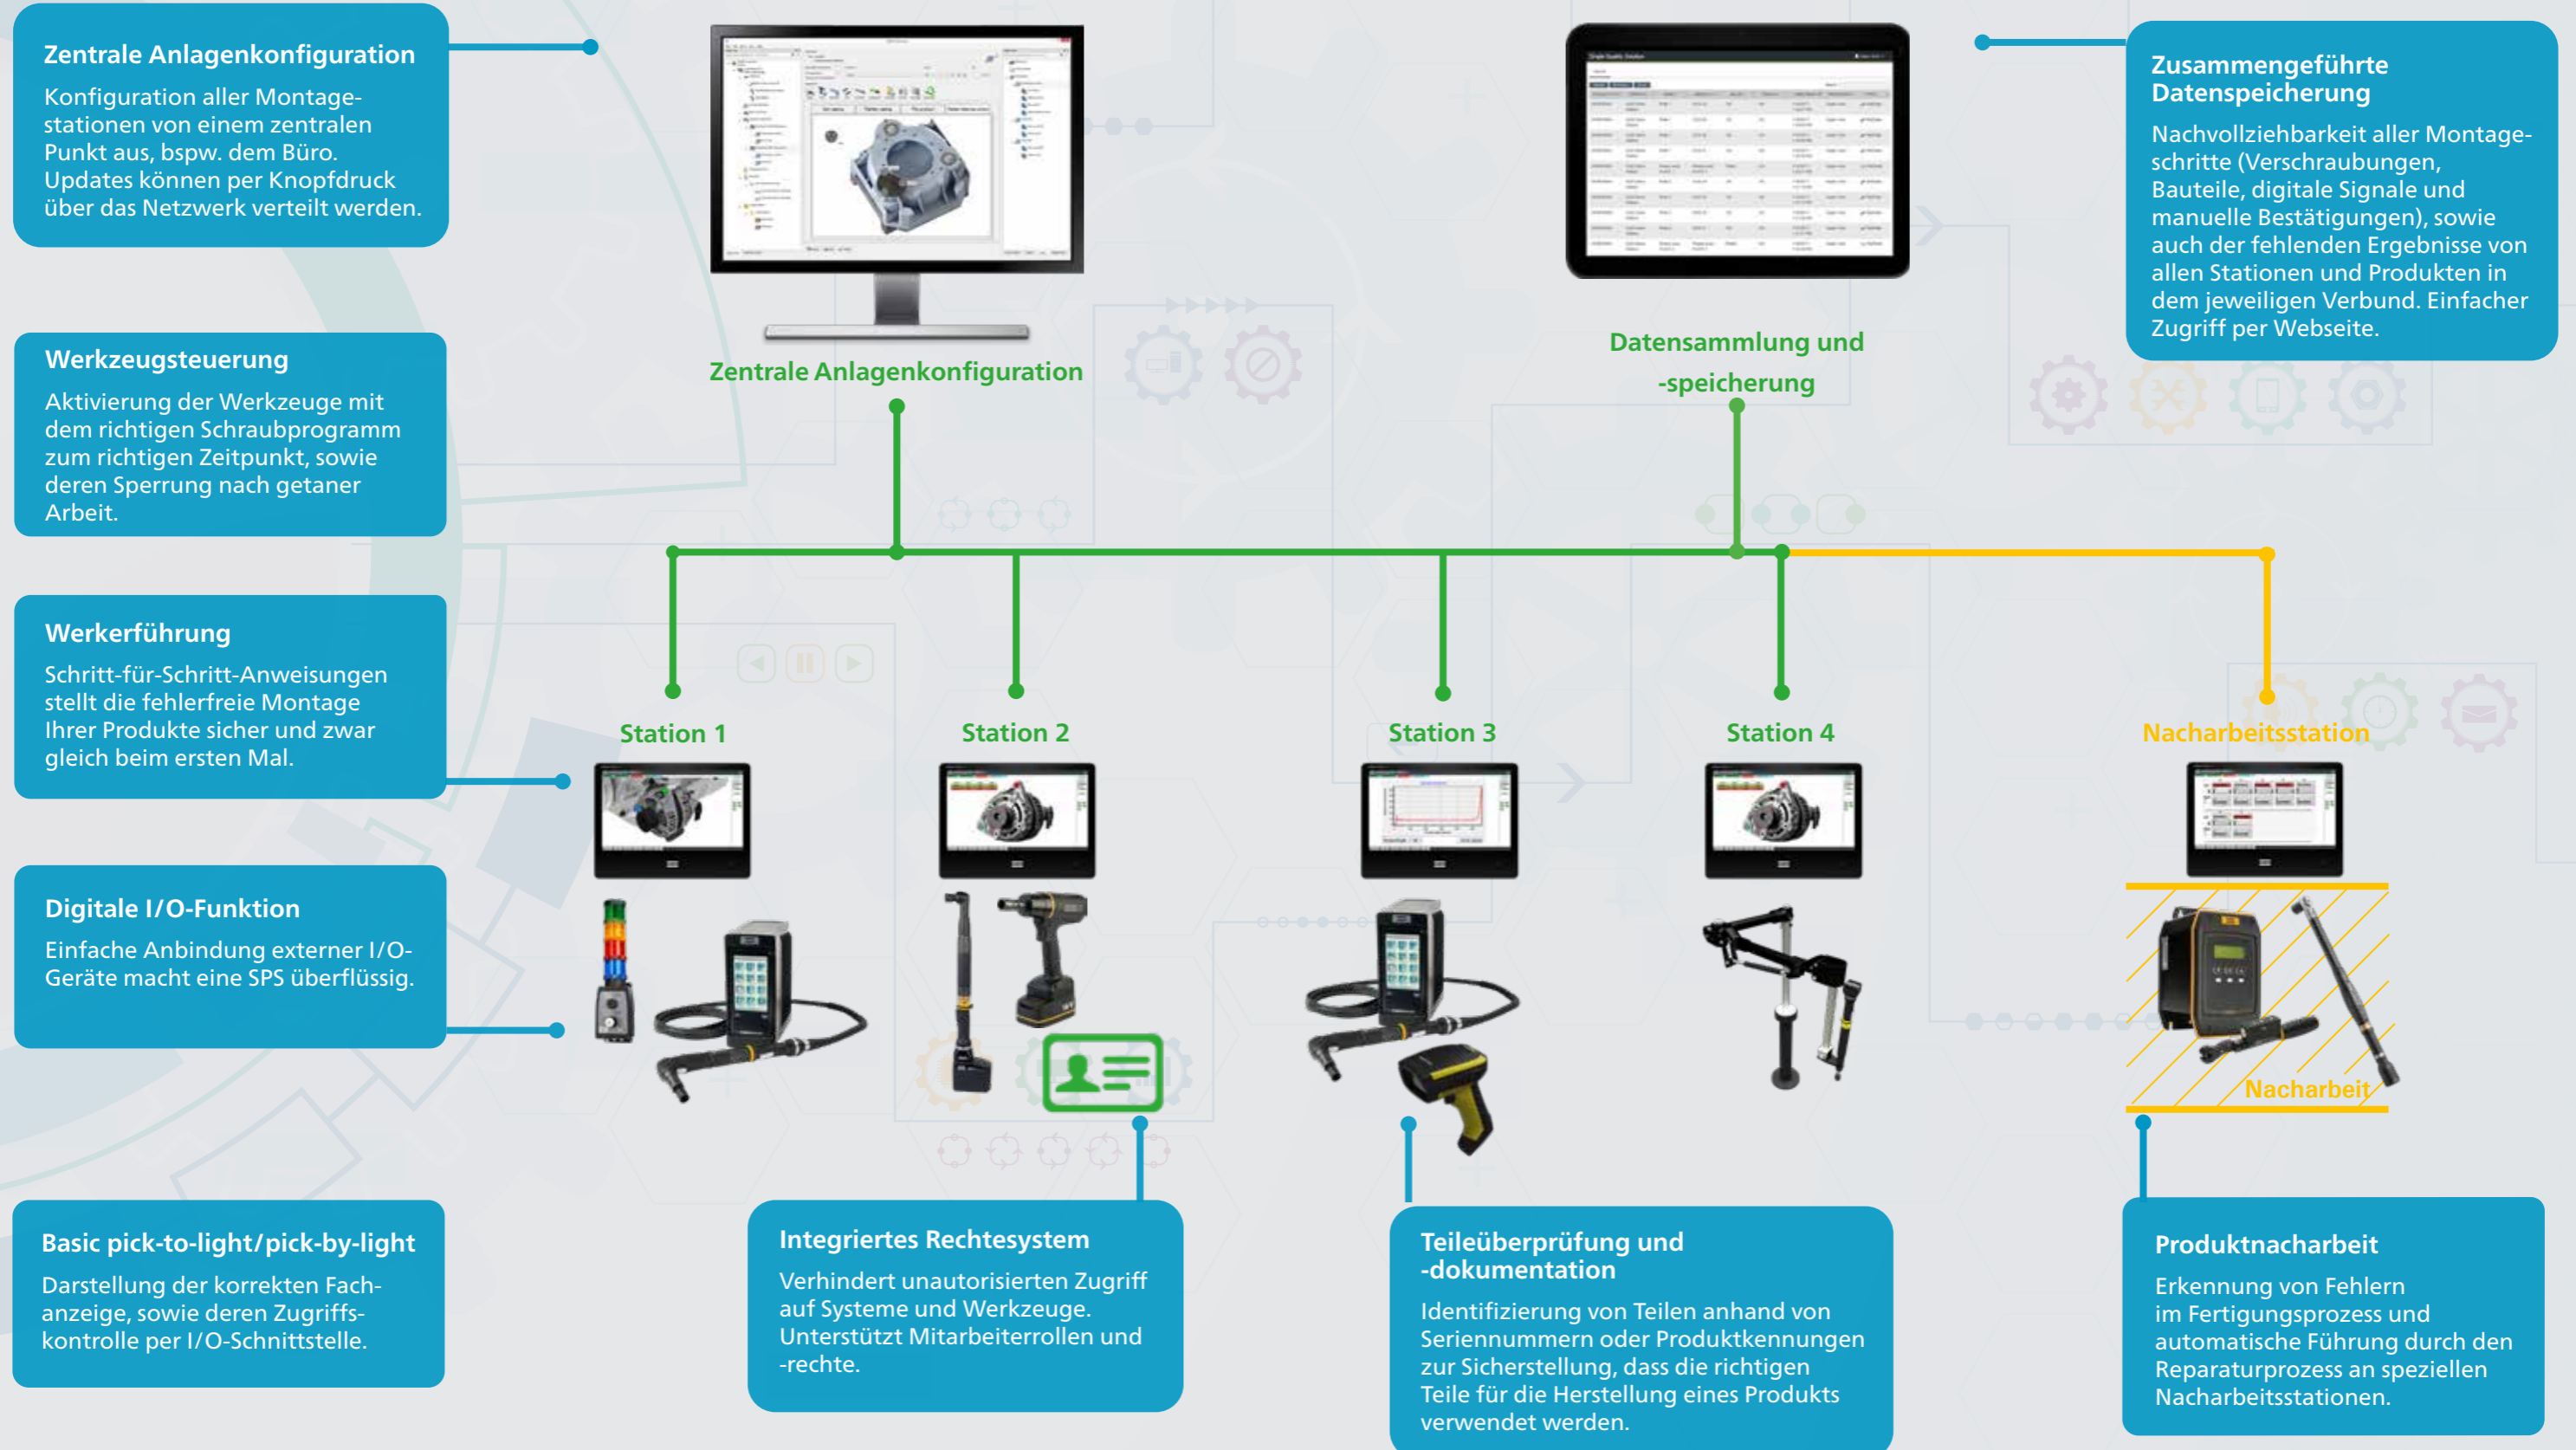 Zentrale Anlagenkonfiguration
Konfiguration aller Montage-
stationen von einem zentralen
Punkt aus, bspw. dem Büro.
Updates können per Knopfdruck
über das Netzwerk verteilt werden.
Werkzeugsteuerung
Aktivierung der Werkzeuge mit
dem richtigen Schraubprogramm
zum richtigen Zeitpunkt, sowie
deren Sperrung nach getaner
Arbeit.
Werkerführung
Schritt-für-Schritt-Anweisungen
stellt die fehlerfreie Montage
Ihrer Produkte sicher und zwar
gleich beim ersten Mal.
Digitale I/O-Funktion
Einfache Anbindung externer I/O-
Geräte macht eine SPS überflüssig.
Basic pick-to-light/pick-by-light
Darstellung der korrekten Fach-
anzeige, sowie deren Zugriffs-
kontrolle per I/O-Schnittstelle.
Zentrale Anlagenkonfiguration
Datensammlung und
-speicherung
Zusammengeführte
Datenspeicherung
Nachvollziehbarkeit aller Montage-
schritte (Verschraubungen,
Bauteile, digitale Signale und
manuelle Bestätigungen), sowie
auch der fehlenden Ergebnisse von
allen Stationen und Produkten in
dem jeweiligen Verbund. Einfacher
Zugriff per Webseite.
Station 1
Station 2
Station 3
Station 4
Nacharbeitsstation
Nacharbeit
Integriertes Rechtesystem
Verhindert unautorisierten Zugriff
auf Systeme und Werkzeuge.
Unterstützt Mitarbeiterrollen und
-rechte.
Teileüberprüfung und
-dokumentation
Identifizierung von Teilen anhand von
Seriennummern oder Produktkennungen
zur Sicherstellung, dass die richtigen
Teile für die Herstellung eines Produkts
verwendet werden.
Produktnacharbeit
Erkennung von Fehlern
im Fertigungsprozess und
automatische Führung durch den
Reparaturprozess an speziellen
Nacharbeitsstationen.